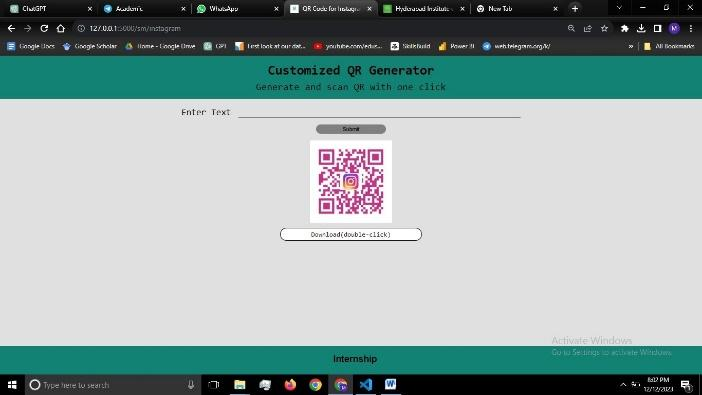 ChatGPT
Academic
WhatsApp
QR Code for Instagra
Hyderabad Institute
New Tab
127.0.0.1:5000/sm/instagram
Google Docs
Google Scholar
Home - Google Drive
GPT
First look at our dat...
youtube.com/edus...
SkillsBuild
Power BI
web.telegram.org/k/
»
All Bookmarks
Customized QR Generator
Generate and scan QR with one click
Enter Text
Submit
Download(double-click)
Activate Windows
Go to Settings to activate Windows.
Internship
Type here to search
8:02 PM
12/12/2023